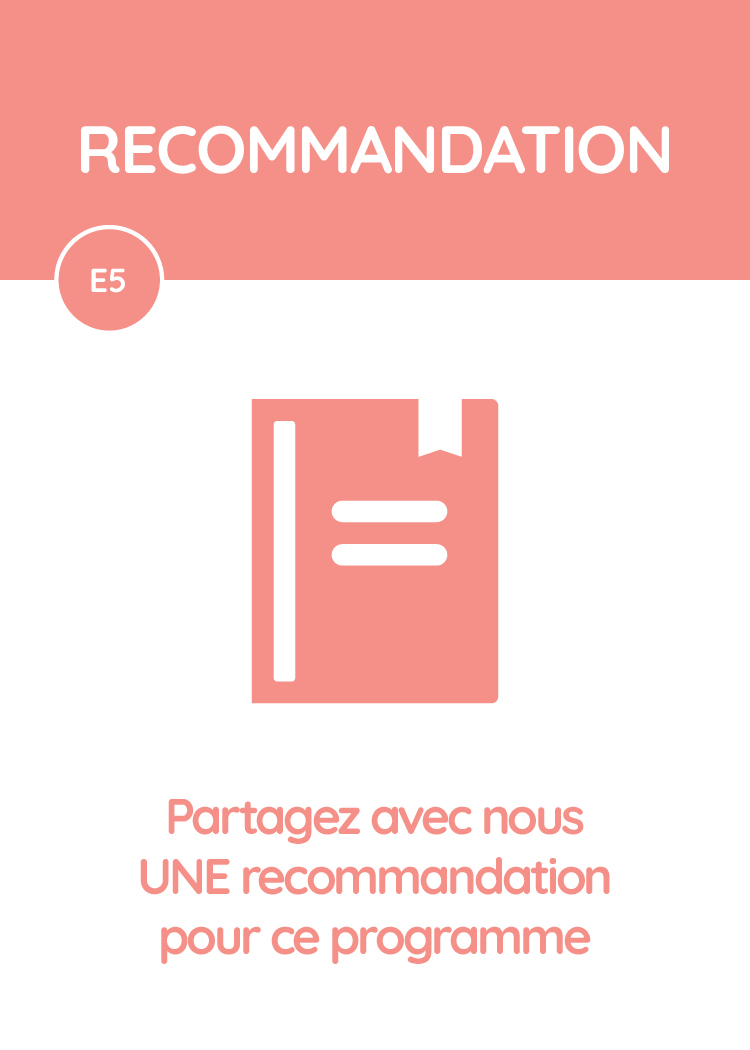 RECOMMANDATION
E5
Partagez avec nous
UNE recommandation
pour ce programme